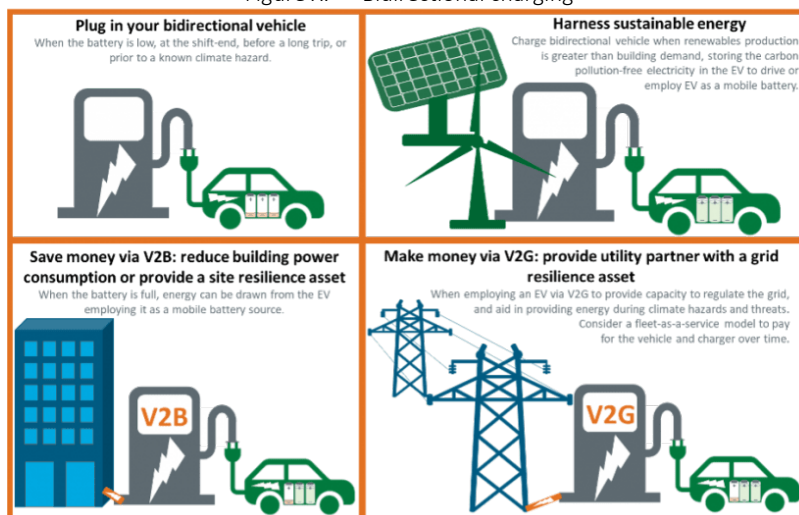 Bidirectional Charging
Plug in your bidirectional vehicle
When the battery is low, at the shift-end, before a long trip, or
prior to a known climate hazard.
Harness sustainable energy
Charge bidirectional vehicle when renewables production
is greater than building demand, storing the carbon
pollution-free electricity in the EV to drive or
employ EV as a mobile battery.
Save money via V2B: reduce building power
consumption or provide a site resilience asset
When the battery is full, energy can be drawn from the EV
employing it as a mobile battery source.
V2B
Make money via V2G: provide utility partner with a grid
resilience asset
When employing an EV via V2G to provide capacity to regulate the grid,
and aid in providing energy during climate hazards and threats.
Consider a fleet-as-a-service model to pay
for the vehicle and charger over time.
V2G